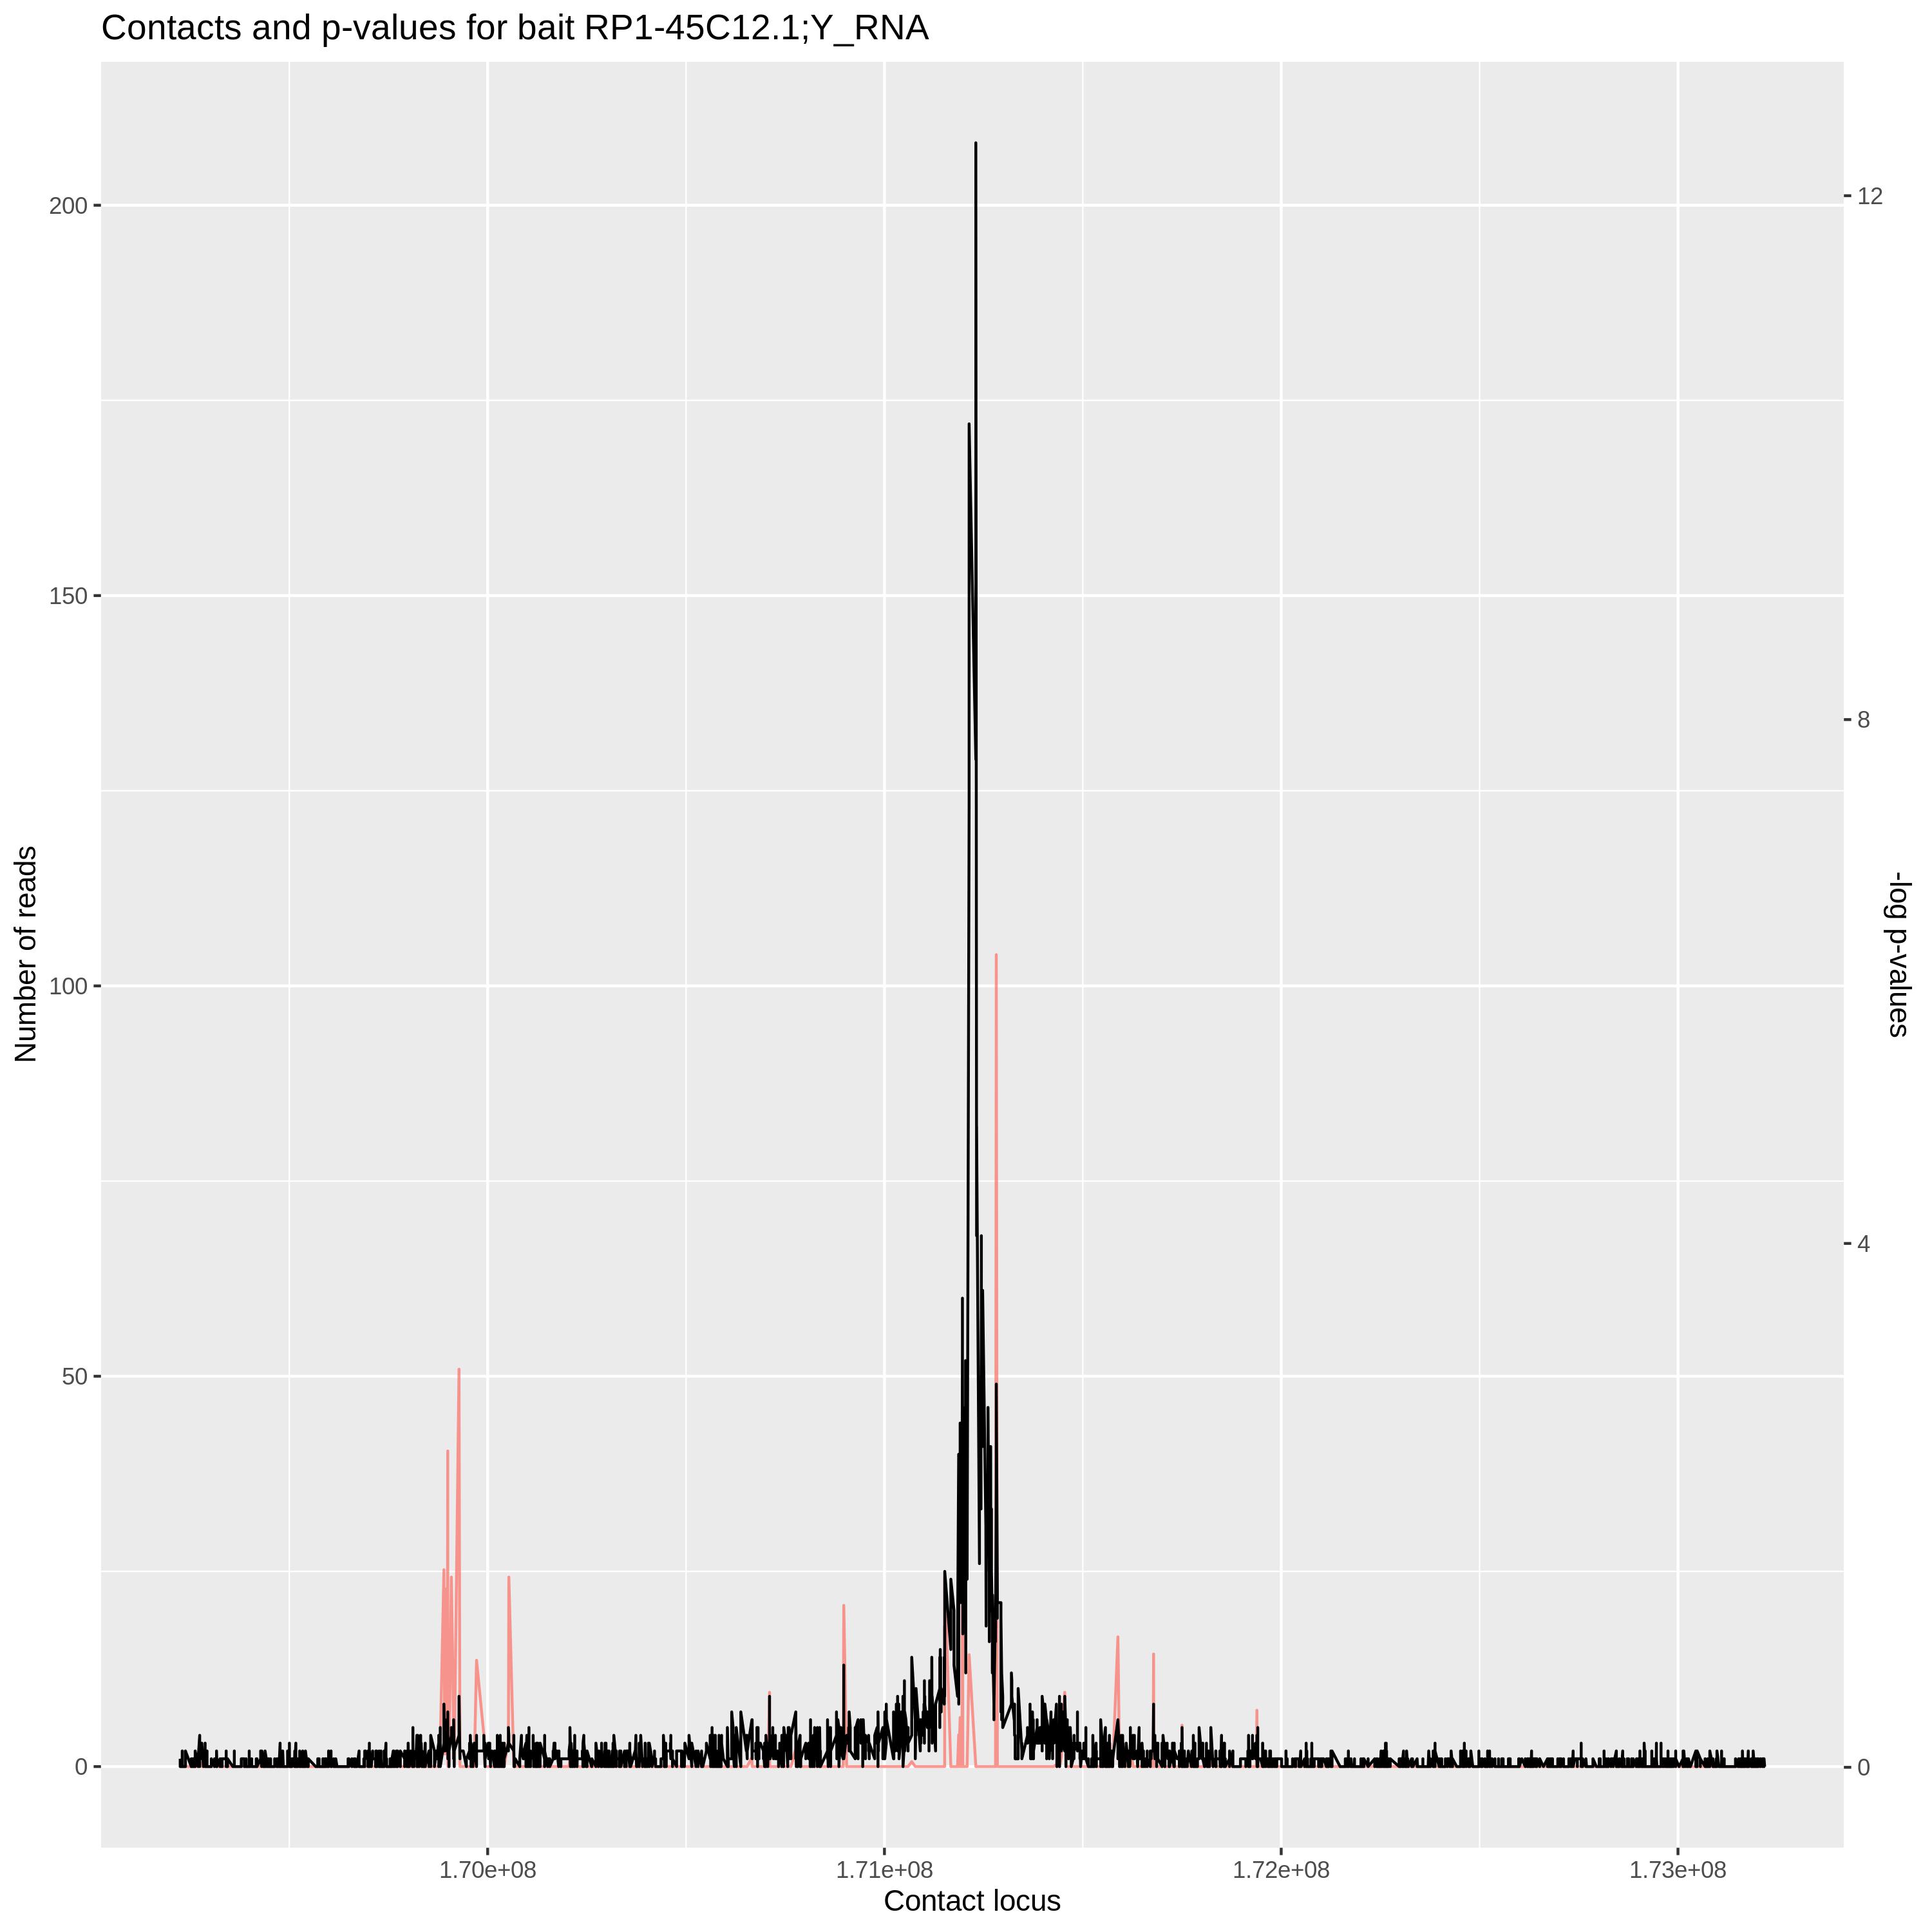 Contacts and p-values for bait RP1-45C12.1;Y_RNA
200
150
100
50
0
Number of reads
12
8
4
0
-log p-values
1.70e+08
1.71e+08
1.72e+08
1.73e+08
Contact locus